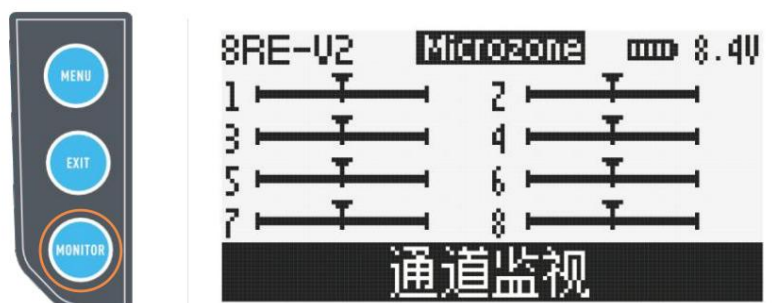 MENU
EXIT
MONITOR
8RE-V2 Microzone 8.4V
1 2
3 4
5 6
7 8
通道监视